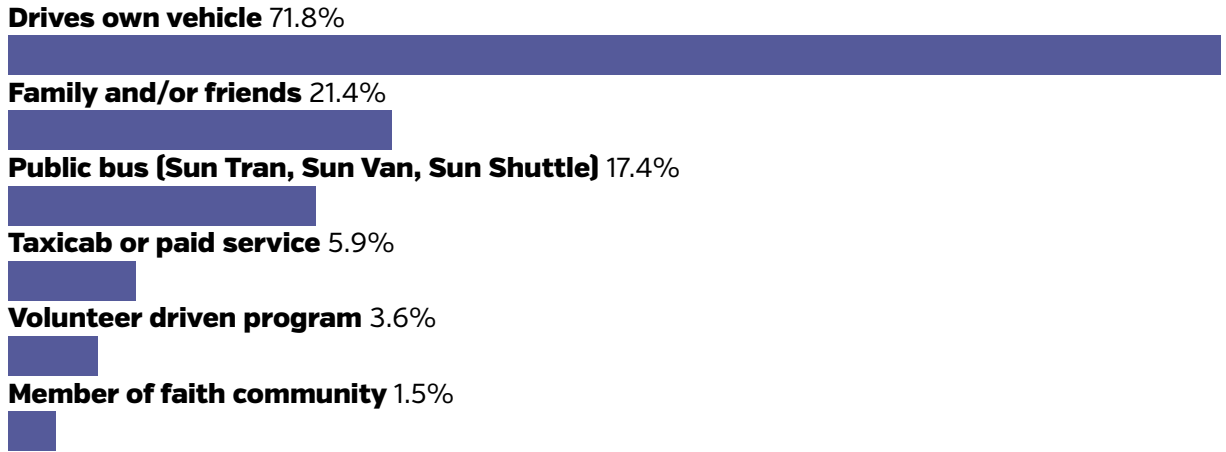 Drives own vehicle 71.8%
Family and/or friends 21.4%
Public bus (Sun Tran, Sun Van, Sun Shuttle) 17.4%
Taxicab or paid service 5.9%
Volunteer driven program 3.6%
Member of faith community 1.5%